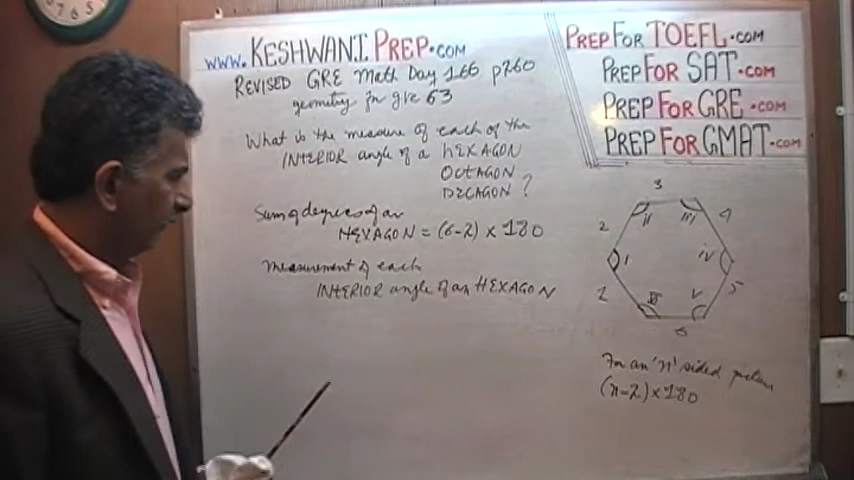 7 6 5
www.KESHWANIPREP.com
REVISED GRE Math Day 166 p260
geometry for gre 63
What is the measure of each of the
INTERIOR angle of a hEXAGON
OCTAGON
DECAGON ?
Sum of degrees of an
HEXAGON = (6-2) x 180
Measurement of each
INTERIOR angle of an HEXAGON
PREPFORTOEFL.com
PREPFORSAT.com
PREPFORGRE.com
PREPFORGMAT.com
3
2
II
III
4
I
IV
5
V
6
For an 'n' sided
(n-2) x 180